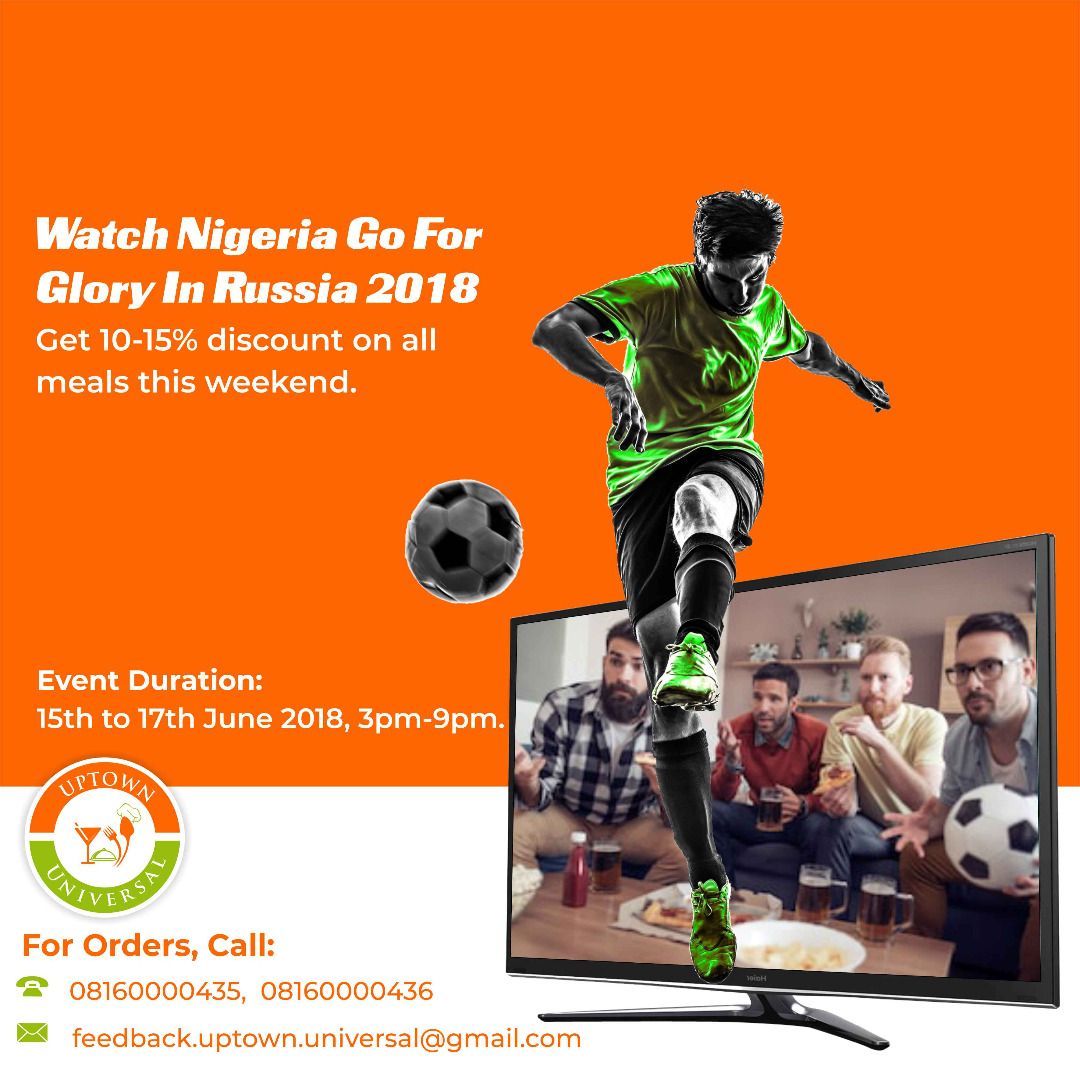 Watch Nigeria Go For
Glory In Russia 2018
Get 10-15% discount on all
meals this weekend.
Event Duration:
15th to 17th June 2018, 3pm-9pm.
UPTOWN
UNIVERSAL
For Orders, Call:
08160000435, 08160000436
feedback.uptown.universal@gmail.com
Haier